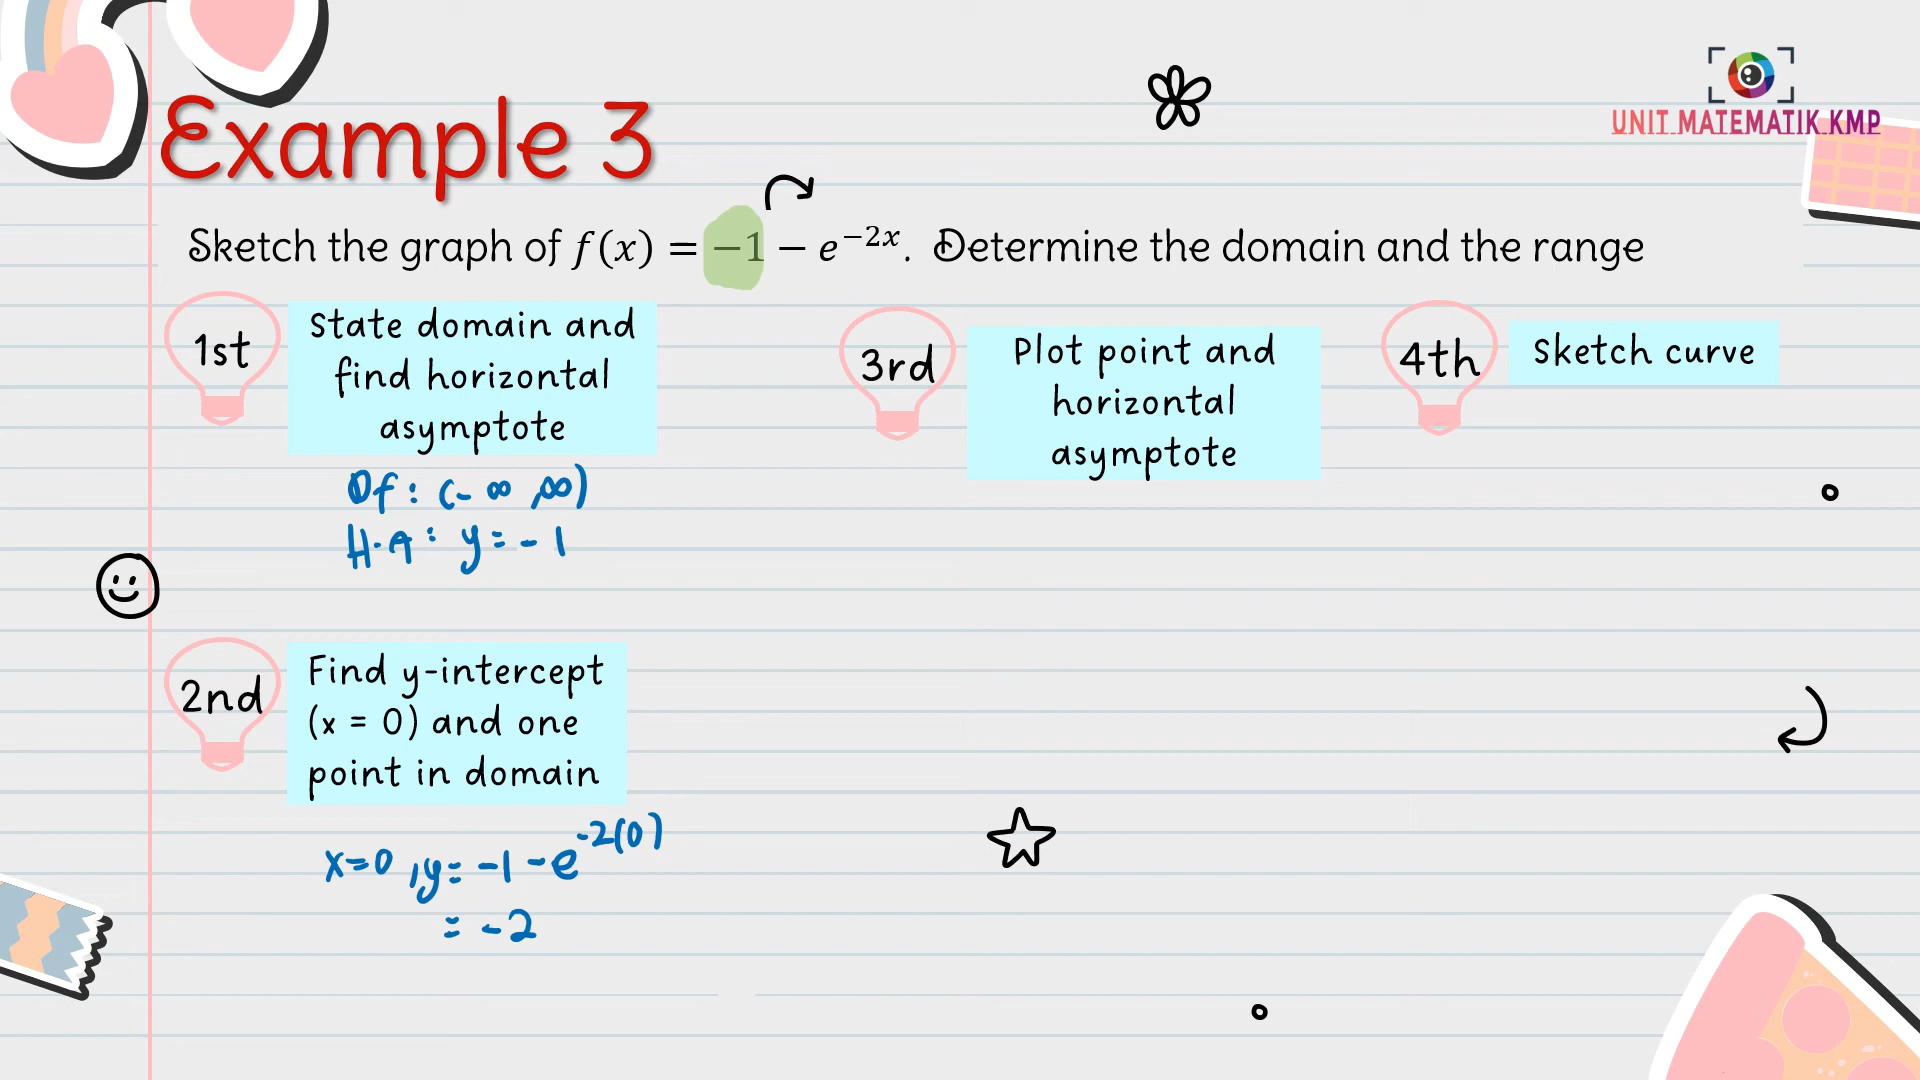 UNIT MATEMATIK KMP
Example 3
Sketch the graph of f(x) = −1 − e^{−2x}. Determine the domain and the range
1st
State domain and
find horizontal
asymptote
Df : (-∞, ∞)
H.A : y = -1
2nd
Find y-intercept
(x = 0) and one
point in domain
x=0, y = -1 - e^{-2(0)}
= -2
3rd
Plot point and
horizontal
asymptote
4th
Sketch curve